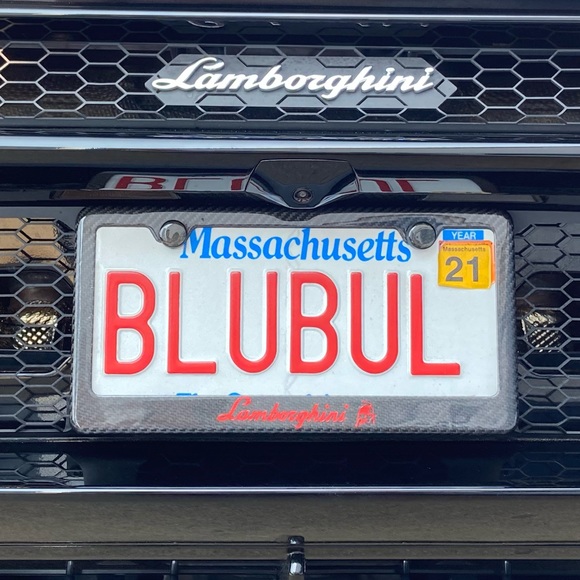 Lamborghini
Massachusetts
YEAR
Massachusetts
21
BLUBUL
Lamborghini